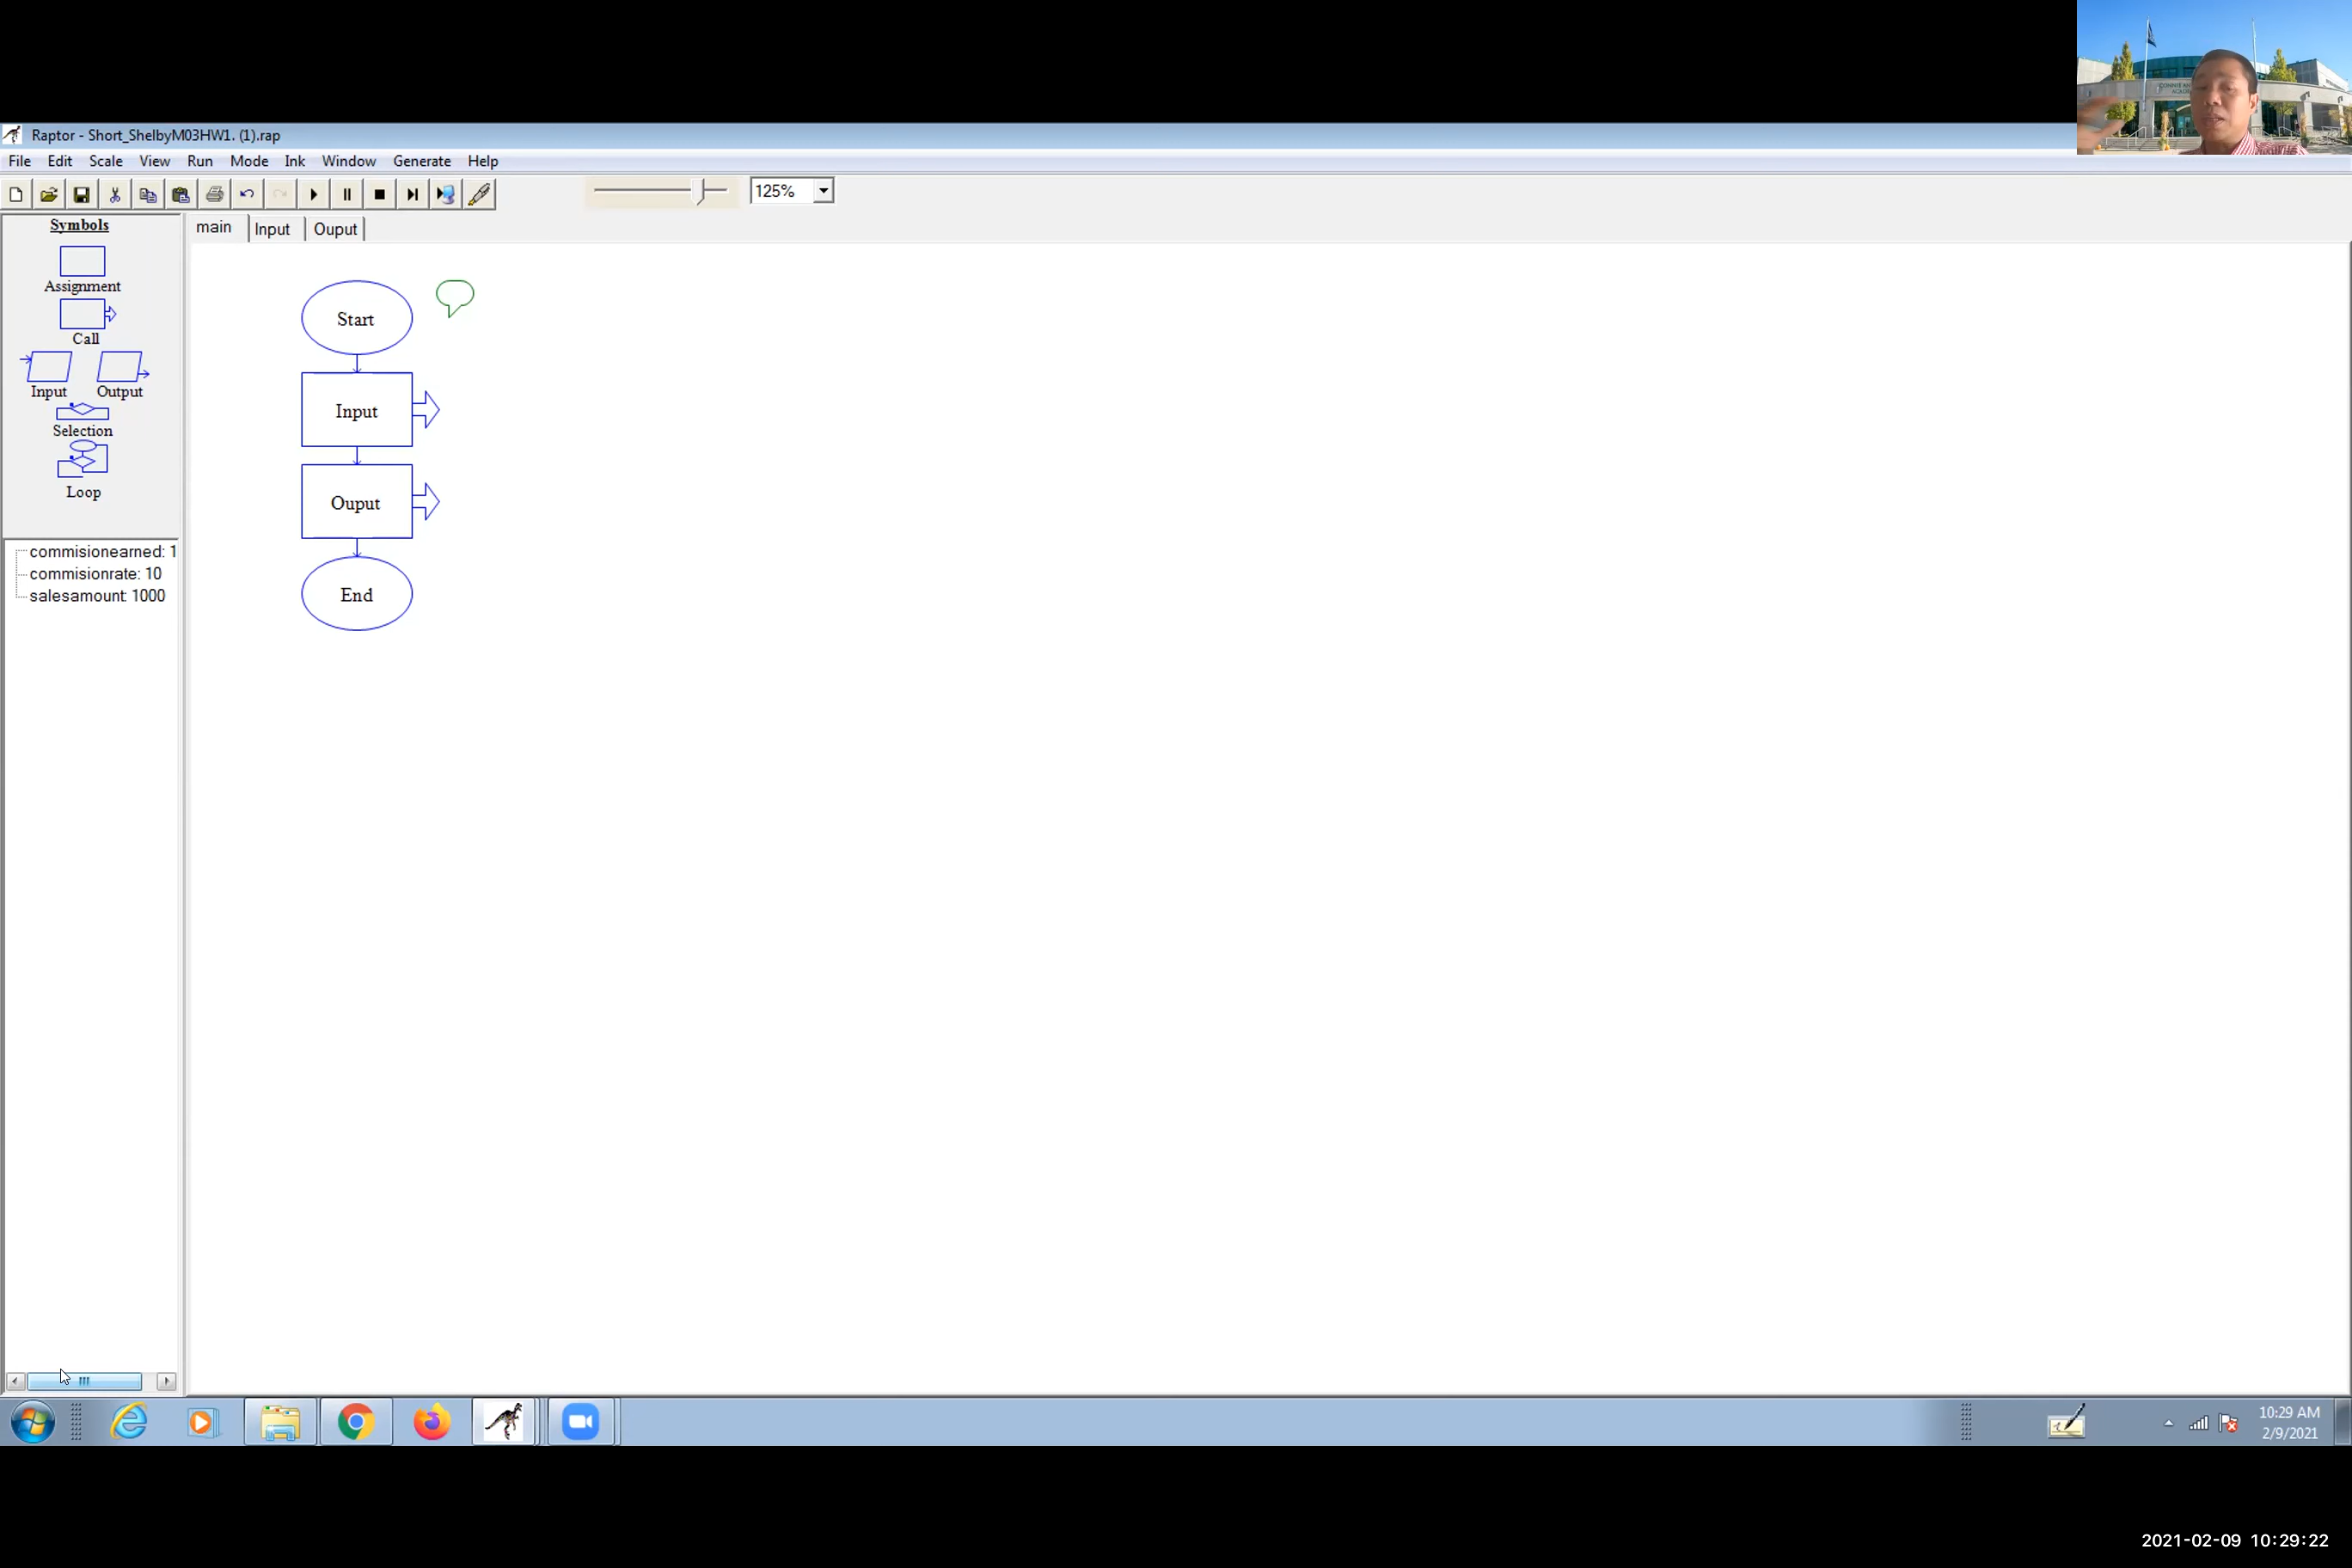 Raptor - Short_ShelbyM03HW1. (1).rap
File Edit Scale View Run Mode Ink Window Generate Help
125%
Symbols
main Input Ouput
Assignment
Call
Input Output
Selection
Loop
Start
Input
Ouput
End
commisionearned: 1
commisionrate: 10
salesamount: 1000
10:29 AM
2/9/2021
2021-02-09 10:29:22